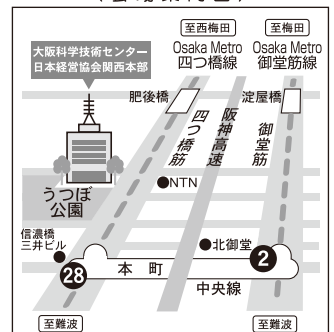 至西梅田
至梅田
Osaka Metro
四つ橋線
Osaka Metro
御堂筋線
大阪科学技術センター
日本経営協会関西本部
肥後橋
淀屋橋
四つ橋筋
阪神高速
御堂筋
うつぼ
公園
NTN
信濃橋
三井ビル
北御堂
28
本町
2
中央線
至難波
至難波